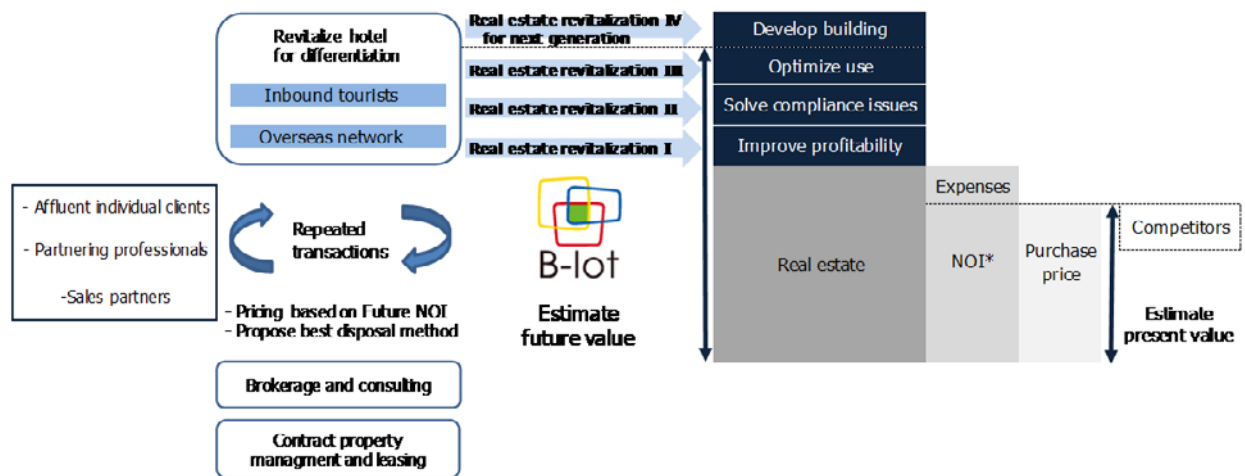 Revitalize hotel
for differentiation
Inbound tourists
Overseas network
Real estate revitalization IV
for next generation
Real estate revitalization III
Real estate revitalization II
Real estate revitalization I
Develop building
Optimize use
Solve compliance issues
Improve profitability
- Affluent individual clients
- Partnering professionals
-Sales partners
Repeated
transactions
- Pricing based on Future NOI
- Propose best disposal method
B-lot
Estimate
future value
Real estate
Expenses
NOI*
Purchase
price
Competitors
Estimate
present value
Brokerage and consulting
Contract property
managment and leasing